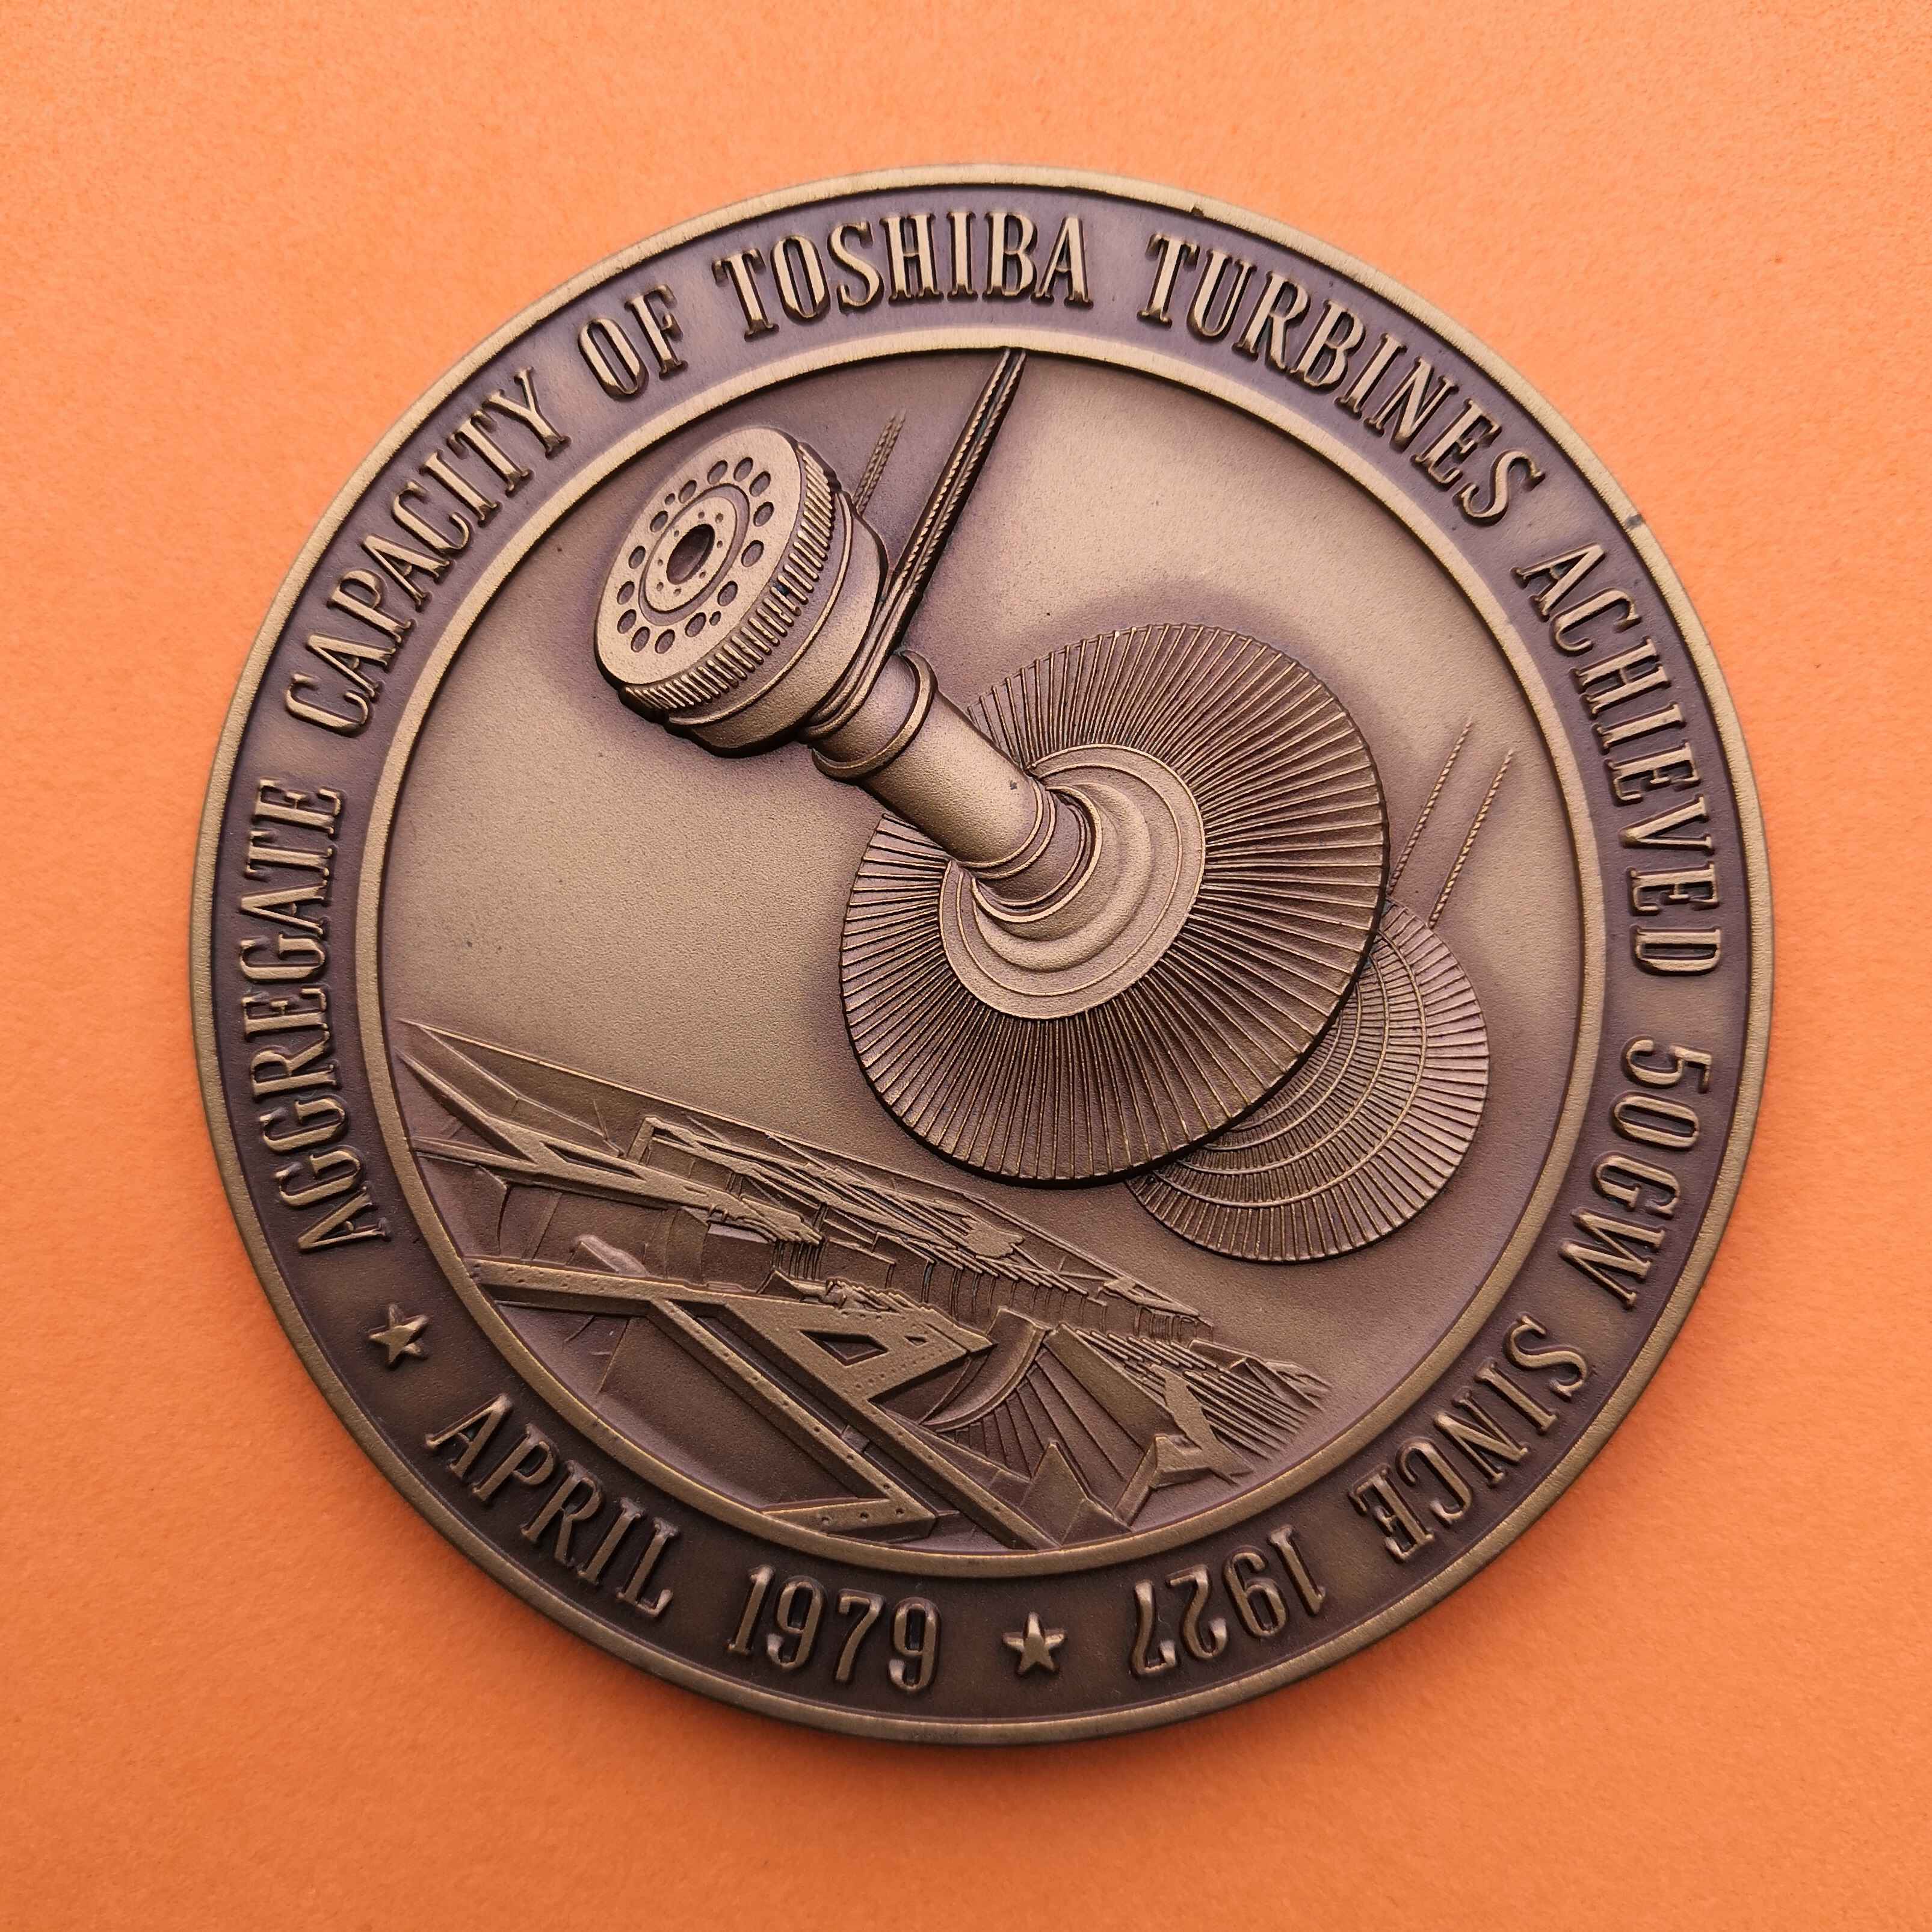 AGGREGATE CAPACITY OF TOSHIBA TURBINES ACHIEVED 50GW SINCE 1927
★ APRIL 1979 ★